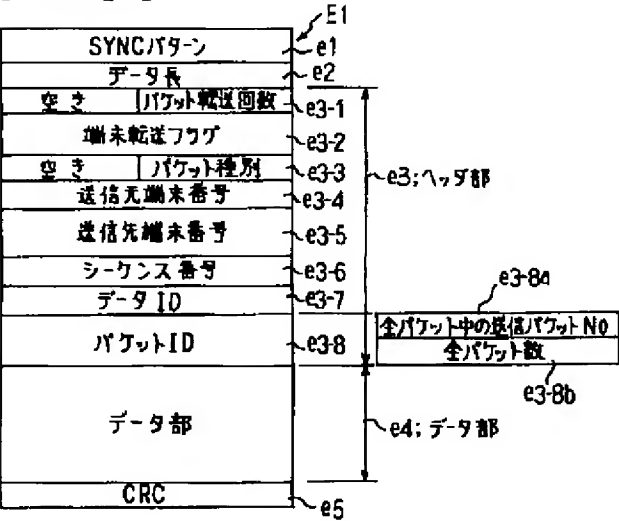 E1
SYNCパターン e1
データ長 e2
空き パケット転送回数 e3-1
端末転送フラグ e3-2
空き パケット種別 e3-3
送信元端末番号 e3-4
送信先端末番号 e3-5
シーケンス番号 e3-6
データID e3-7
パケットID e3-8
e3;ヘッダ部
e3-8a
全パケット中の送信パケットNo
全パケット数
e3-8b
データ部
e4;データ部
CRC e5